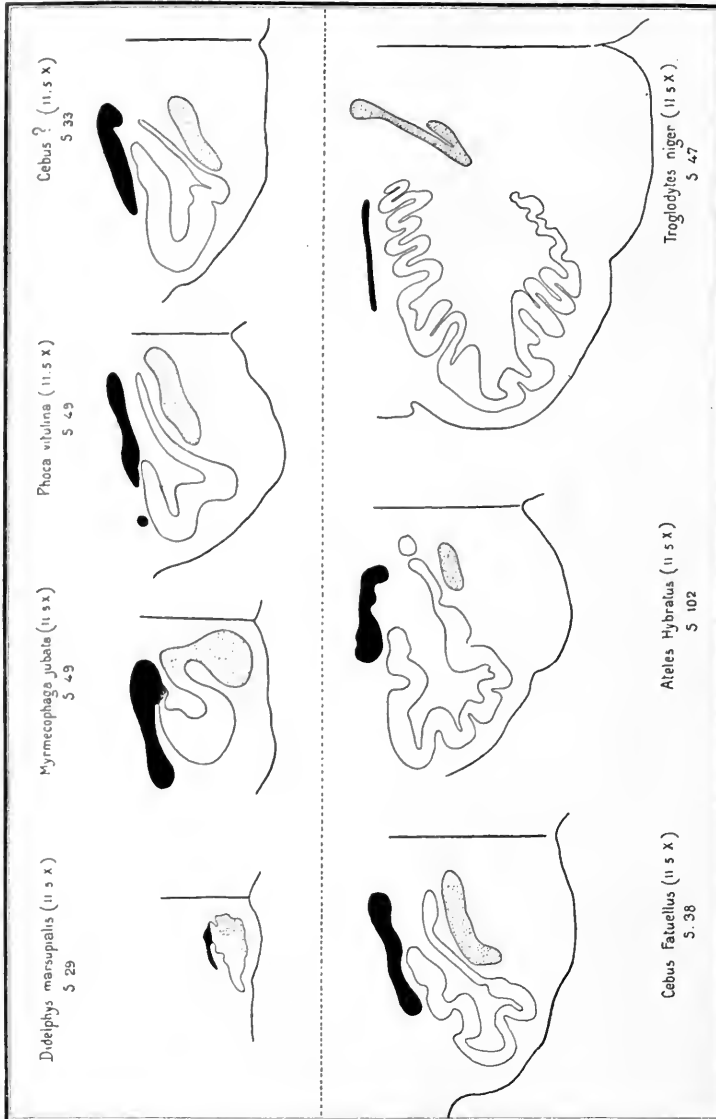 Didelphys marsupialis (11 5 X)
S 29
Myrmecophaga jubata (11 5 X)
S 49
Phoca vitulina (11.5 X)
S 49
Cebus ? (11.5 X)
S 33
Cebus Fatuellus (11 5 X)
S.38
Ateles Hybratus (11 5 X)
S 102
Troglodytes niger (11 5 X)
S 47